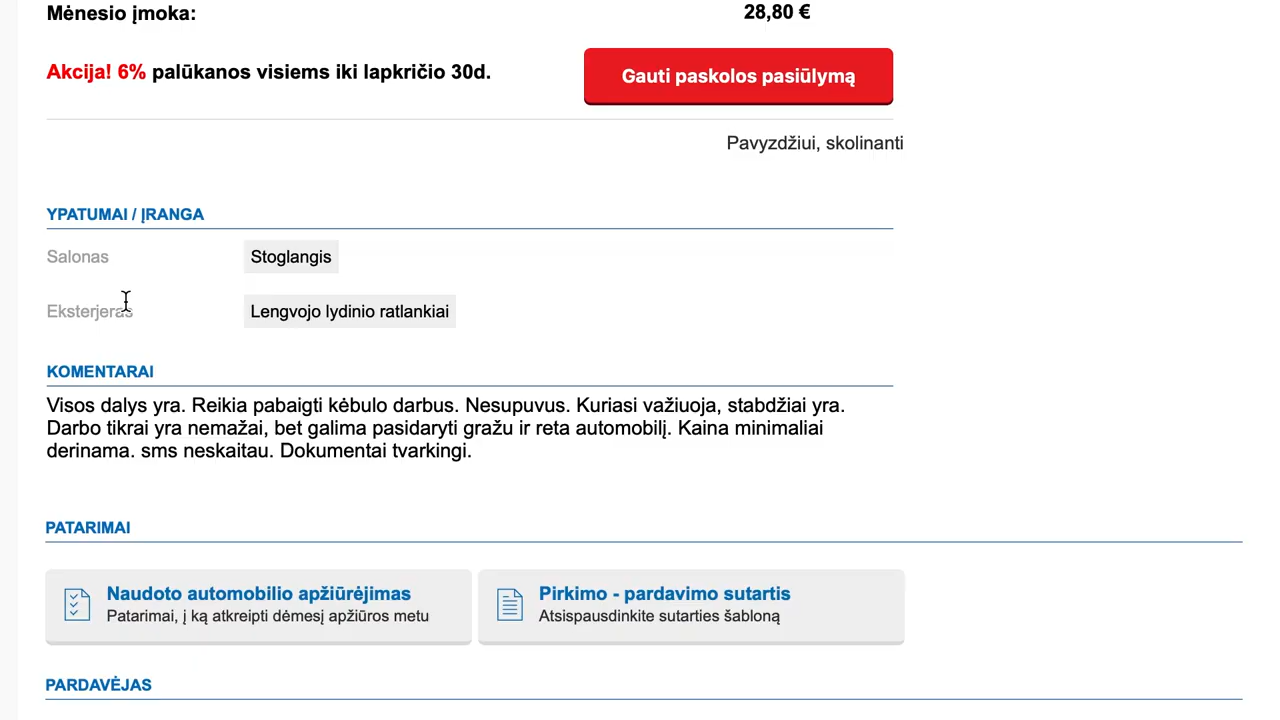 Mėnesio įmoka: 28,80 €
Akcija! 6% palūkanos visiems iki lapkričio 30d.
Gauti paskolos pasiūlymą
Pavyzdžiui, skolinanti
YPATUMAI / ĮRANGA
Salonas Stoglangis
Eksterjeras Lengvojo lydinio ratlankiai
KOMENTARAI
Visos dalys yra. Reikia pabaigti kėbulo darbus. Nesupuvus. Kuriasi važiuoja, stabdžiai yra.
Darbo tikrai yra nemažai, bet galima pasidaryti gražu ir reta automobilį. Kaina minimaliai
derinama. sms neskaitau. Dokumentai tvarkingi.
PATARIMAI
Naudoto automobilio apžiūrėjimas
Patarimai, į ką atkreipti dėmesį apžiūros metu
Pirkimo - pardavimo sutartis
Atsispausdinkite sutarties šabloną
PARDAVĖJAS